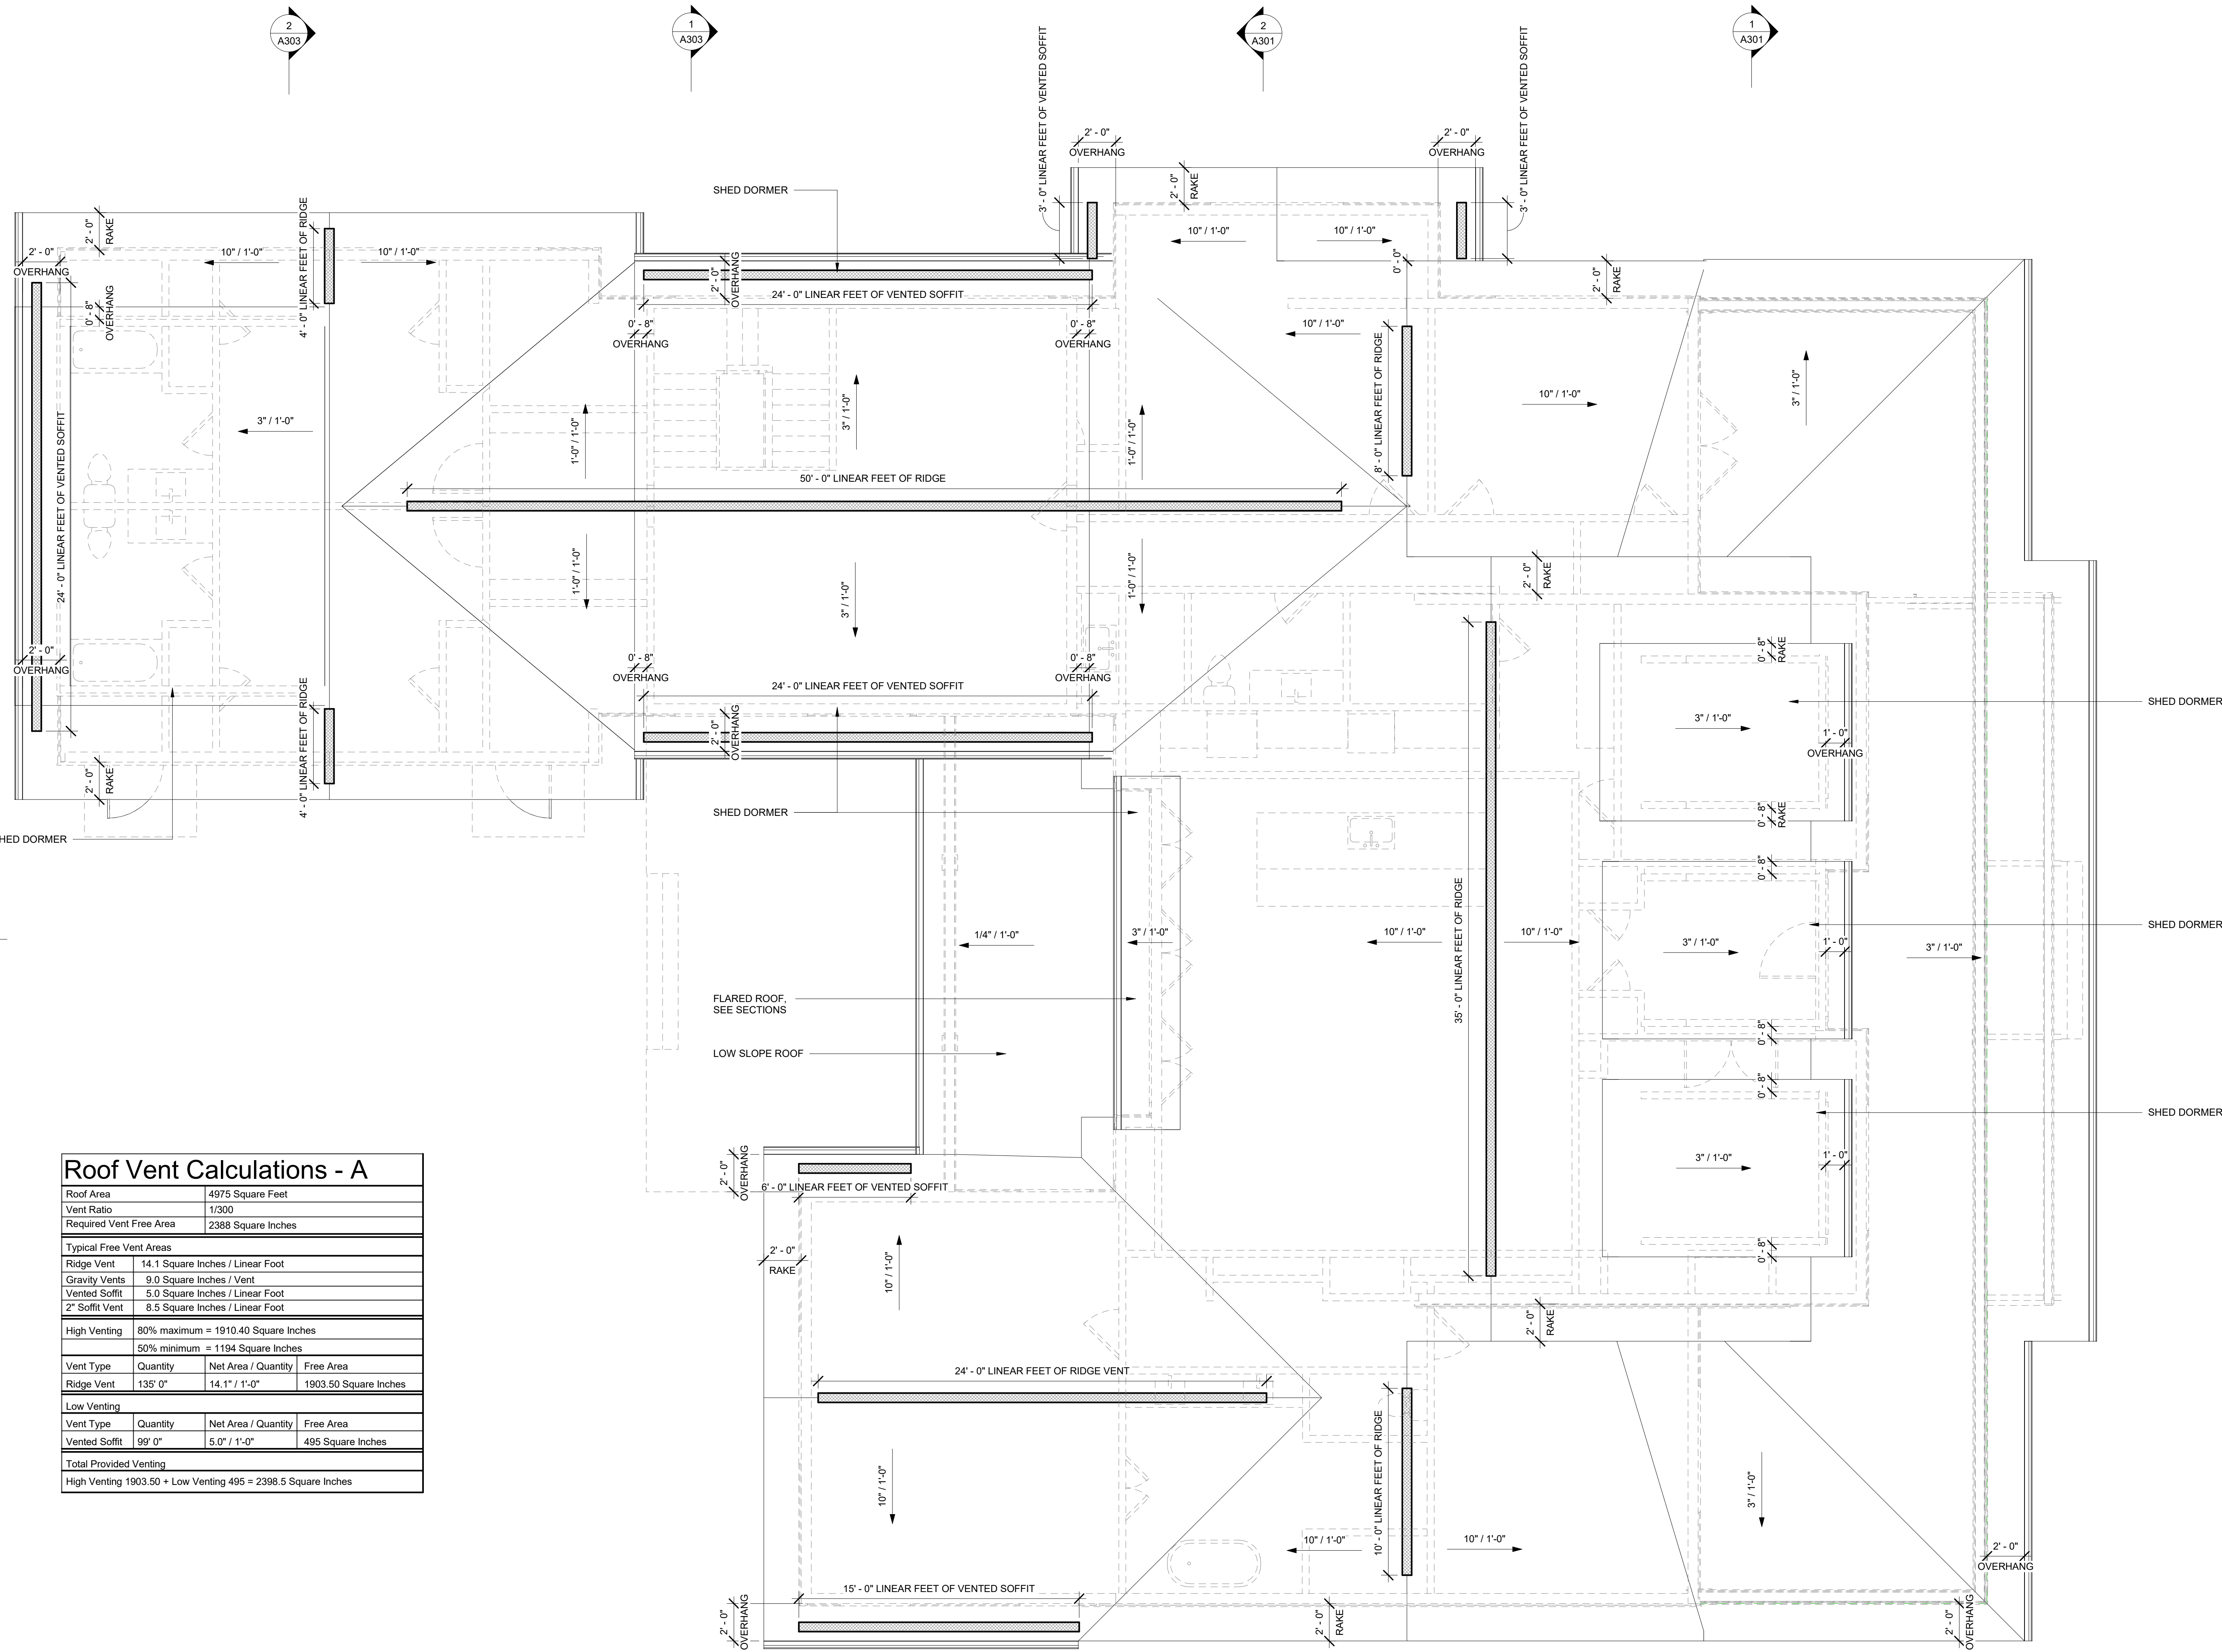 2
A303
1
A303
2
A301
1
A301
3' - 0" LINEAR FEET OF VENTED SOFFIT
3' - 0" LINEAR FEET OF VENTED SOFFIT
2' - 0"
OVERHANG
2' - 0"
OVERHANG
2' - 0"
RAKE
SHED DORMER
2' - 0"
RAKE
4' - 0" LINEAR FEET OF RIDGE
2' - 0"
OVERHANG
10" / 1'-0"
10" / 1'-0"
10" / 1'-0"
10" / 1'-0"
0' - 0"
2' - 0"
RAKE
2' - 0"
OVERHANG
24' - 0" LINEAR FEET OF VENTED SOFFIT
0' - 8"
OVERHANG
0' - 8"
OVERHANG
0' - 8"
OVERHANG
10" / 1'-0"
8' - 0" LINEAR FEET OF RIDGE
10" / 1'-0"
3" / 1'-0"
24' - 0" LINEAR FEET OF VENTED SOFFIT
3" / 1'-0"
1'-0" / 1'-0"
3" / 1'-0"
1'-0" / 1'-0"
50' - 0" LINEAR FEET OF RIDGE
1'-0" / 1'-0"
3" / 1'-0"
1'-0" / 1'-0"
2' - 0"
RAKE
2' - 0"
OVERHANG
0' - 8"
OVERHANG
0' - 8"
OVERHANG
24' - 0" LINEAR FEET OF VENTED SOFFIT
2' - 0"
OVERHANG
4' - 0" LINEAR FEET OF RIDGE
2' - 0"
RAKE
HED DORMER
SHED DORMER
0' - 8"
RAKE
SHED DORMER
3" / 1'-0"
1' - 0"
OVERHANG
0' - 8"
RAKE
0' - 8"
SHED DORMER
1/4" / 1'-0"
3" / 1'-0"
10" / 1'-0"
10" / 1'-0"
35' - 0" LINEAR FEET OF RIDGE
3" / 1'-0"
1' - 0"
3" / 1'-0"
FLARED ROOF,
SEE SECTIONS
LOW SLOPE ROOF
0' - 8"
0' - 8"
SHED DORMER
3" / 1'-0"
1' - 0"
0' - 8"
2' - 0"
OVERHANG
6' - 0" LINEAR FEET OF VENTED SOFFIT
2' - 0"
RAKE
10" / 1'-0"
2' - 0"
RAKE
24' - 0" LINEAR FEET OF RIDGE VENT
10' - 0" LINEAR FEET OF RIDGE
10" / 1'-0"
3" / 1'-0"
10" / 1'-0"
10" / 1'-0"
2' - 0"
OVERHANG
15' - 0" LINEAR FEET OF VENTED SOFFIT
2' - 0"
OVERHANG
2' - 0"
RAKE
2' - 0"
OVERHANG
Roof Vent Calculations - A
Roof Area 4975 Square Feet
Vent Ratio 1/300
Required Vent Free Area 2388 Square Inches
Typical Free Vent Areas
Ridge Vent 14.1 Square Inches / Linear Foot
Gravity Vents 9.0 Square Inches / Vent
Vented Soffit 5.0 Square Inches / Linear Foot
2" Soffit Vent 8.5 Square Inches / Linear Foot
High Venting 80% maximum = 1910.40 Square Inches
50% minimum = 1194 Square Inches
Vent Type Quantity Net Area / Quantity Free Area
Ridge Vent 135' 0" 14.1" / 1'-0" 1903.50 Square Inches
Low Venting
Vent Type Quantity Net Area / Quantity Free Area
Vented Soffit 99' 0" 5.0" / 1'-0" 495 Square Inches
Total Provided Venting
High Venting 1903.50 + Low Venting 495 = 2398.5 Square Inches